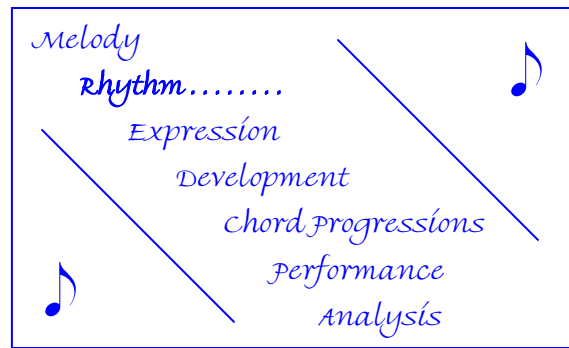 Melody
Rhythm........
Expression
Development
Chord Progressions
Performance
Analysis